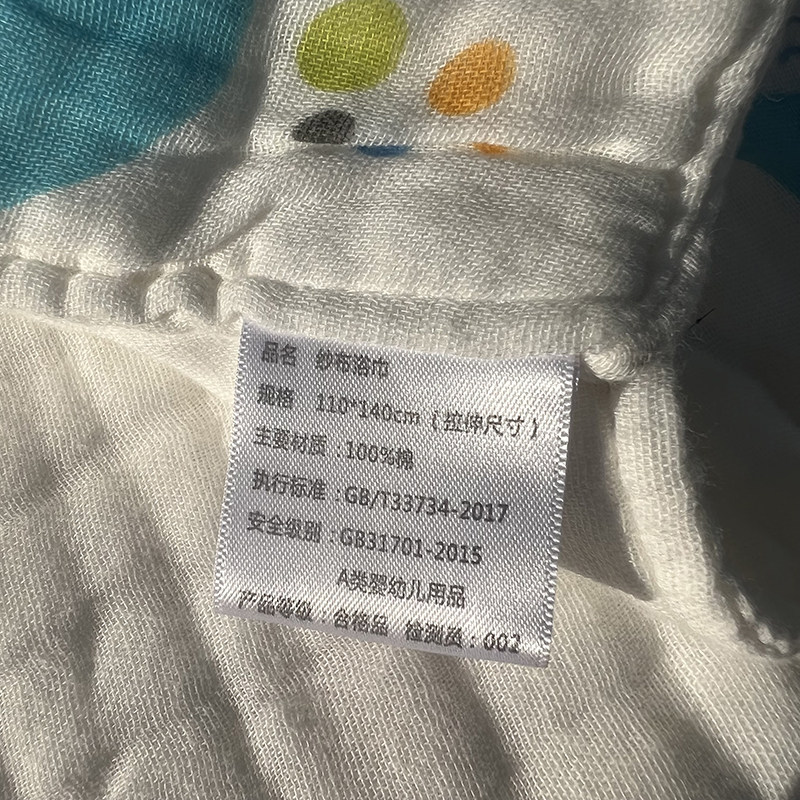 品名 纱布浴巾
规格 110*140cm（拉伸尺寸）
主要材质：100%棉
执行标准：GB/T33734-2017
安全级别：GB31701-2015
A类婴幼儿用品
产品等级：合格品 检测员：002